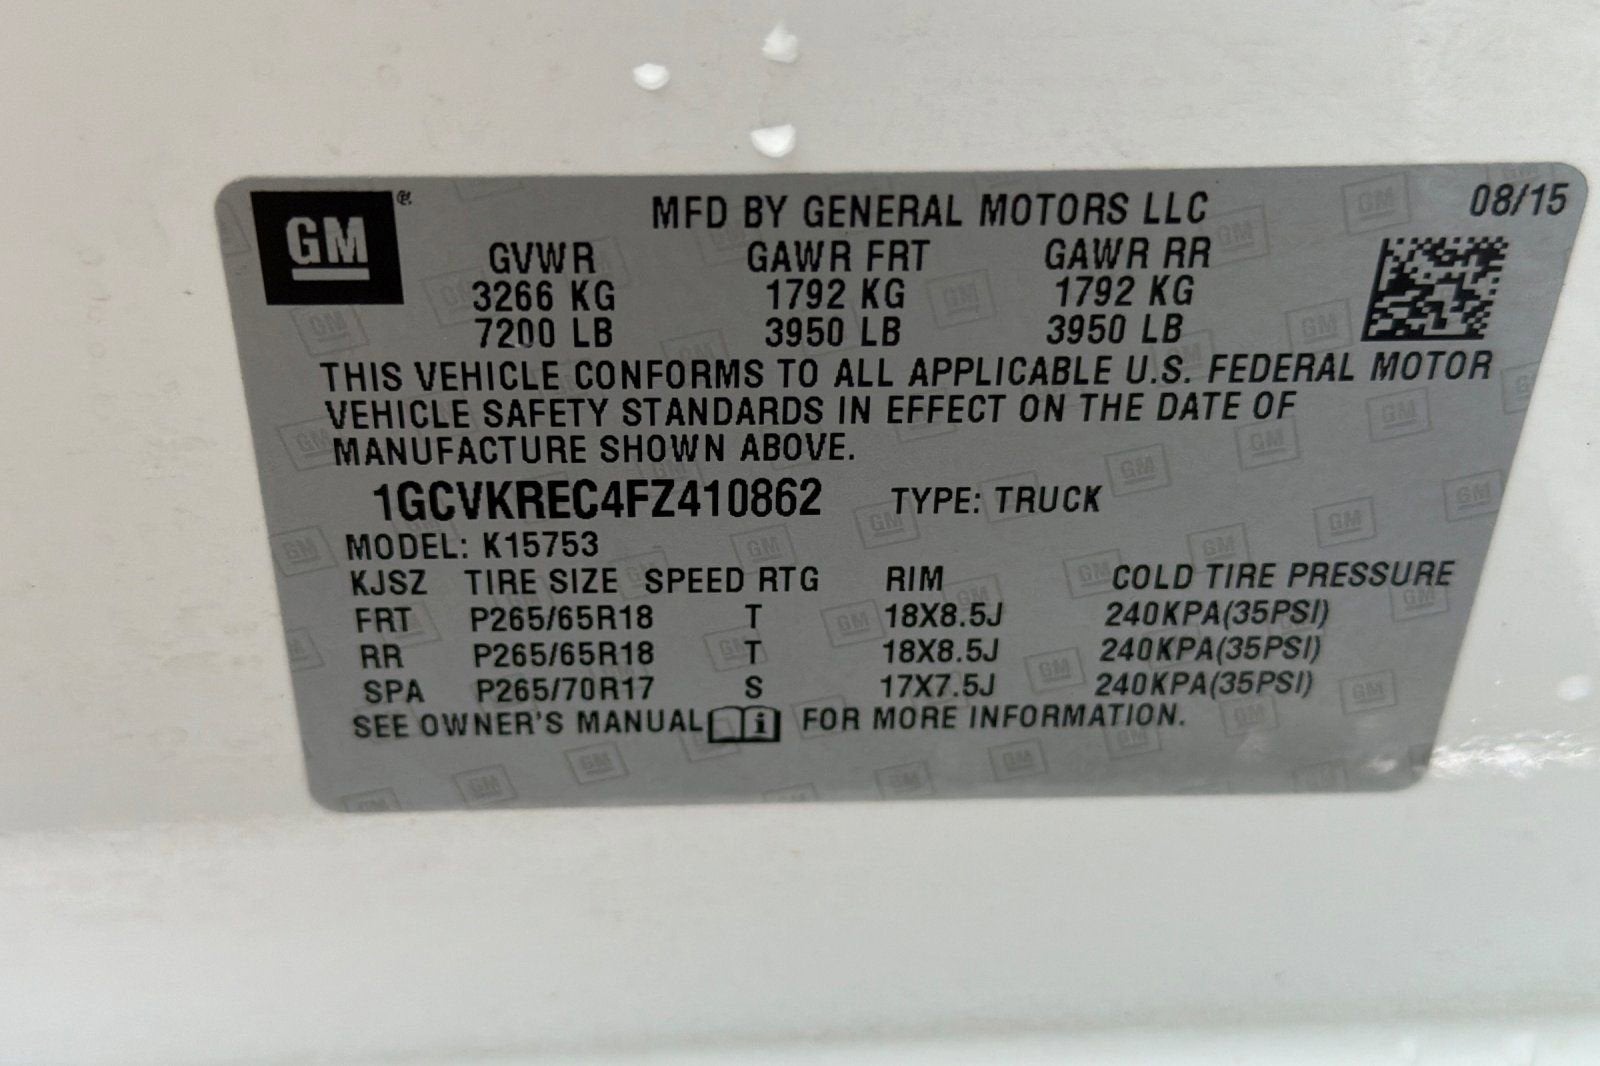 GM
MFD BY GENERAL MOTORS LLC 08/15
GVWR GAWR FRT GAWR RR
3266 KG 1792 KG 1792 KG
7200 LB 3950 LB 3950 LB
THIS VEHICLE CONFORMS TO ALL APPLICABLE U.S. FEDERAL MOTOR
VEHICLE SAFETY STANDARDS IN EFFECT ON THE DATE OF
MANUFACTURE SHOWN ABOVE.
1GCVKREC4FZ410862 TYPE: TRUCK
MODEL: K15753
KJSZ TIRE SIZE SPEED RTG RIM COLD TIRE PRESSURE
FRT P265/65R18 T 18X8.5J 240KPA(35PSI)
RR P265/65R18 T 18X8.5J 240KPA(35PSI)
SPA P265/70R17 S 17X7.5J 240KPA(35PSI)
SEE OWNER'S MANUAL i FOR MORE INFORMATION.